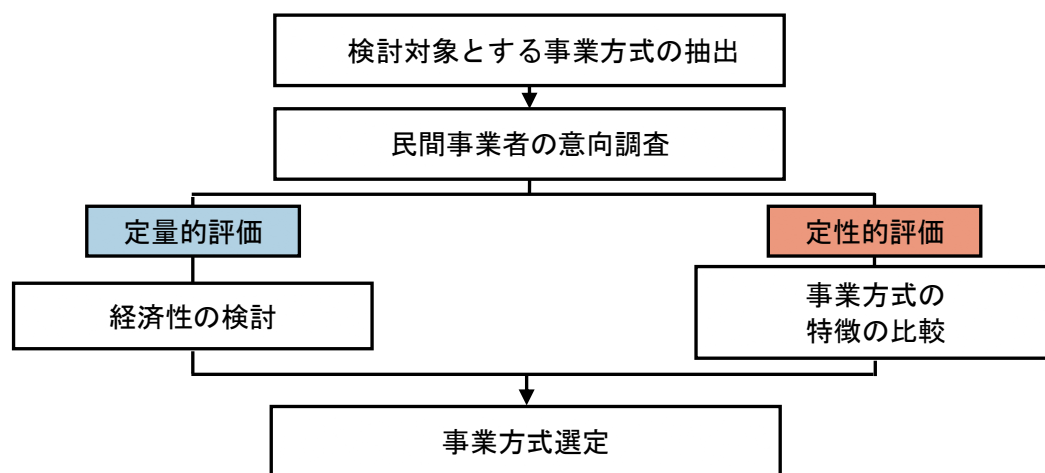 検討対象とする事業方式の抽出
民間事業者の意向調査
定量的評価
定性的評価
経済性の検討
事業方式の
特徴の比較
事業方式選定